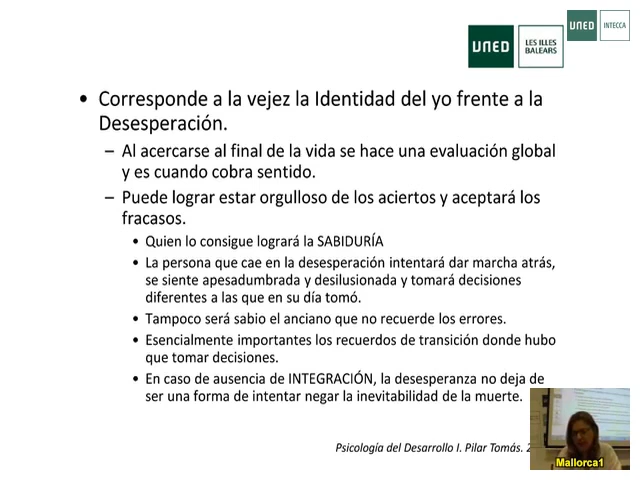 UNED
LES ILLES
BALEARS
UNED
INTECCA
• Corresponde a la vejez la Identidad del yo frente a la
Desesperación.
– Al acercarse al final de la vida se hace una evaluación global
y es cuando cobra sentido.
– Puede lograr estar orgulloso de los aciertos y aceptará los
fracasos.
• Quien lo consigue logrará la SABIDURÍA
• La persona que cae en la desesperación intentará dar marcha atrás,
se siente apesadumbrada y desilusionada y tomará decisiones
diferentes a las que en su día tomó.
• Tampoco será sabio el anciano que no recuerde los errores.
• Esencialmente importantes los recuerdos de transición donde hubo
que tomar decisiones.
• En caso de ausencia de INTEGRACIÓN, la desesperanza no deja de
ser una forma de intentar negar la inevitabilidad de la muerte.
Psicología del Desarrollo I. Pilar Tomás. 2
Mallorca1